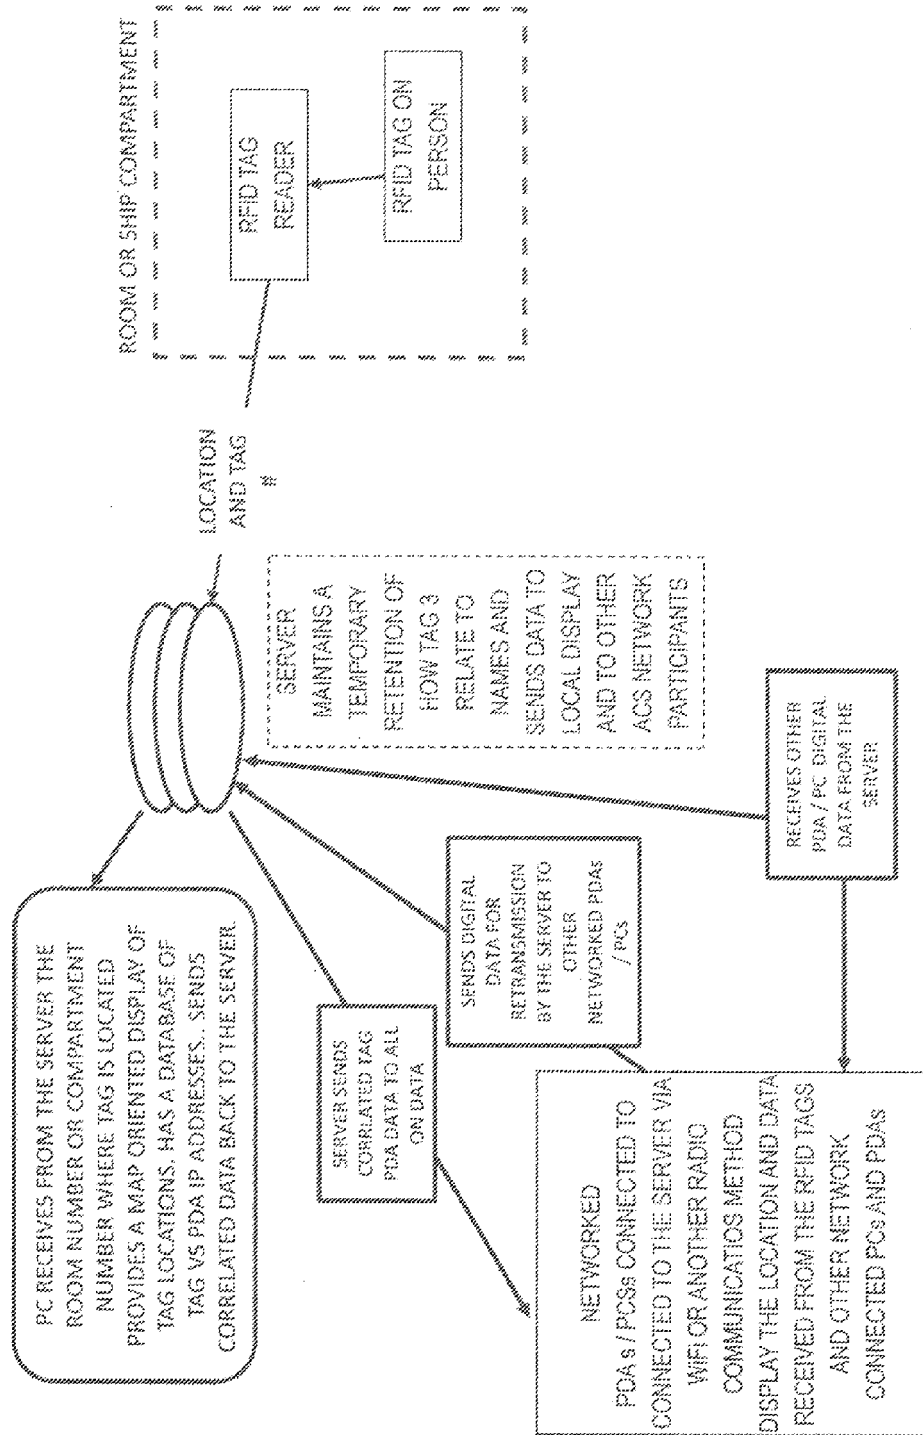 ROOM OR SHIP COMPARTMENT
RFID TAG
READER
RFID TAG ON
PERSON
LOCATION
AND TAG
#
SERVER
MAINTAINS A
TEMPORARY
RETENTION OF
HOW TAG 3
RELATE TO
NAMES AND
SENDS DATA TO
LOCAL DISPLAY
AND TO OTHER
ACS NETWORK
PARTICIPANTS
PC RECEIVES FROM THE SERVER THE
ROOM NUMBER OR COMPARTMENT
NUMBER WHERE TAG IS LOCATED
PROVIDES A MAP ORIENTED DISPLAY OF
TAG LOCATIONS. HAS A DATABASE OF
TAG VS PDA IP ADDRESSES.. SENDS
CORRELATED DATA BACK TO THE SERVER.
SERVER SENDS
CORRLATED TAG
PDA DATA TO ALL
ON DATA
SENDS DIGITAL
DATA FOR
RETRANSMISSION
BY THE SERVER TO
OTHER
NETWORKED PDAs
/ PCs
RECEIVES OTHER
PDA / PC DIGITAL
DATA FROM THE
SERVER
NETWORKED
PDA s / PCSs CONNECTED TO
CONNECTED TO THE SERVER VIA
WIFI OR ANOTHER RADIO
COMMUNICATIOS METHOD
DISPLAY THE LOCATION AND DATA
RECEIVED FROM THE RFID TAGS
AND OTHER NETWORK
CONNECTED PCs AND PDAs